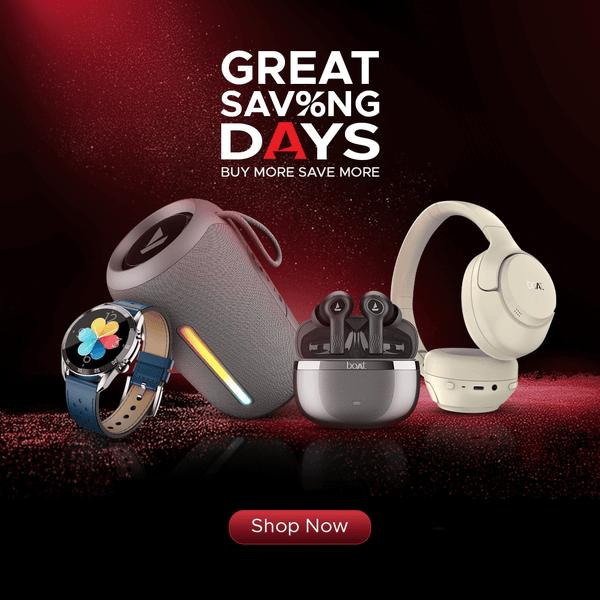 GREAT
SAV%NG
DAYS
BUY MORE SAVE MORE
boAt
boAt
Shop Now